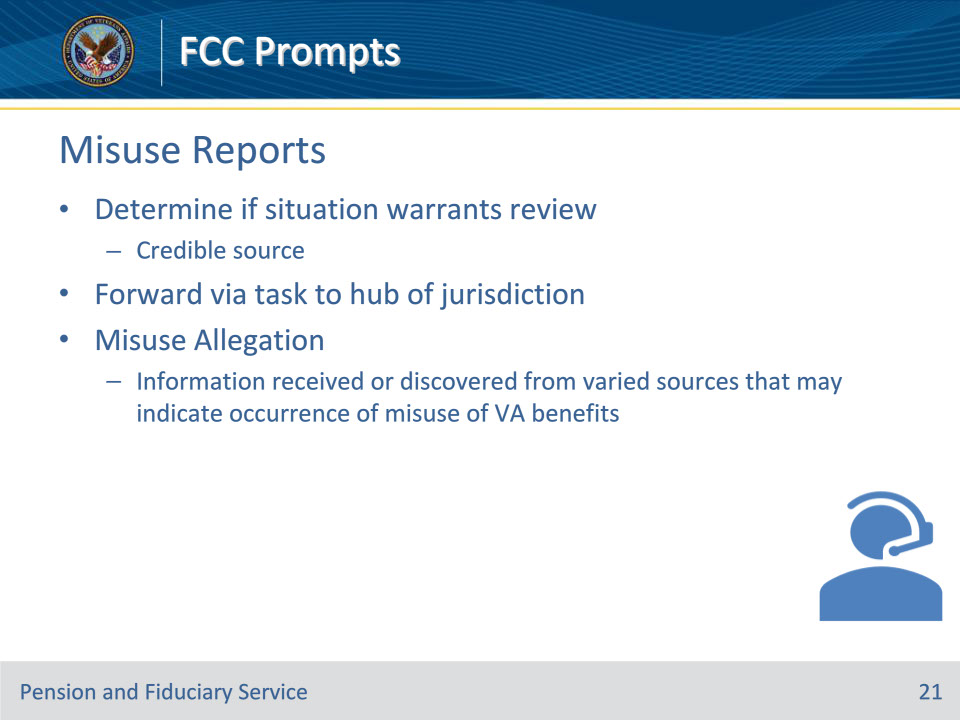 FCC Prompts
Misuse Reports
• Determine if situation warrants review
– Credible source
• Forward via task to hub of jurisdiction
• Misuse Allegation
– Information received or discovered from varied sources that may
indicate occurrence of misuse of VA benefits
Pension and Fiduciary Service
21